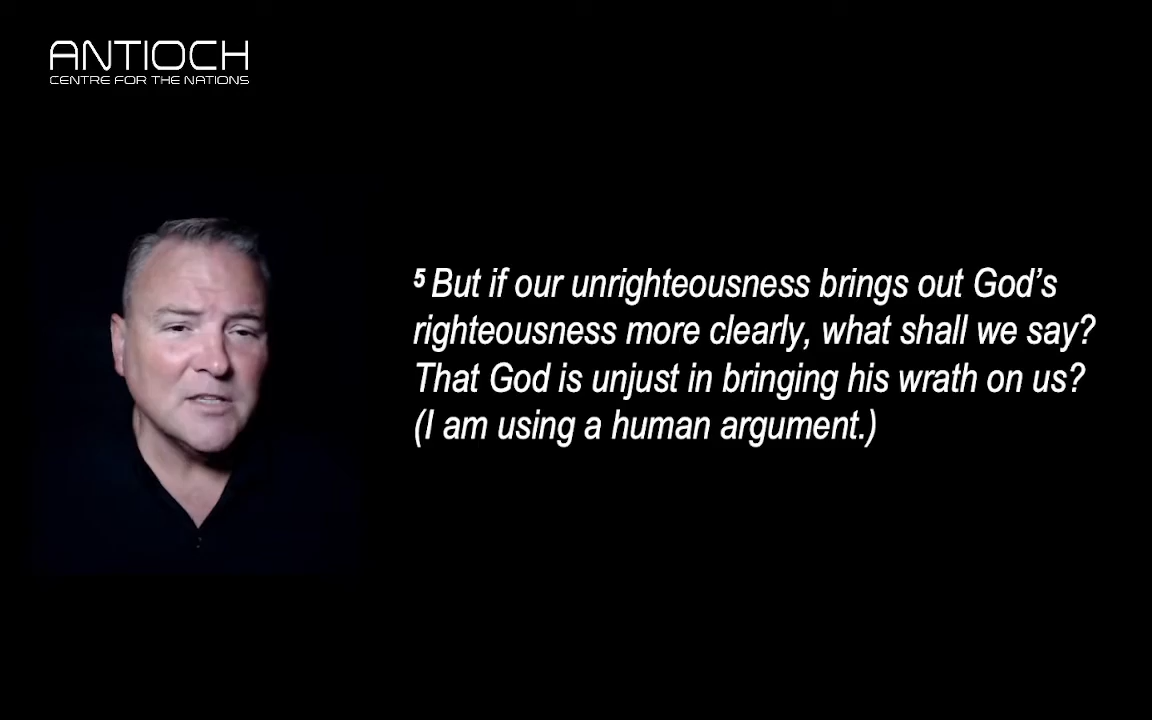 ANTIOCH
CENTRE FOR THE NATIONS
5 But if our unrighteousness brings out God’s
righteousness more clearly, what shall we say?
That God is unjust in bringing his wrath on us?
(I am using a human argument.)